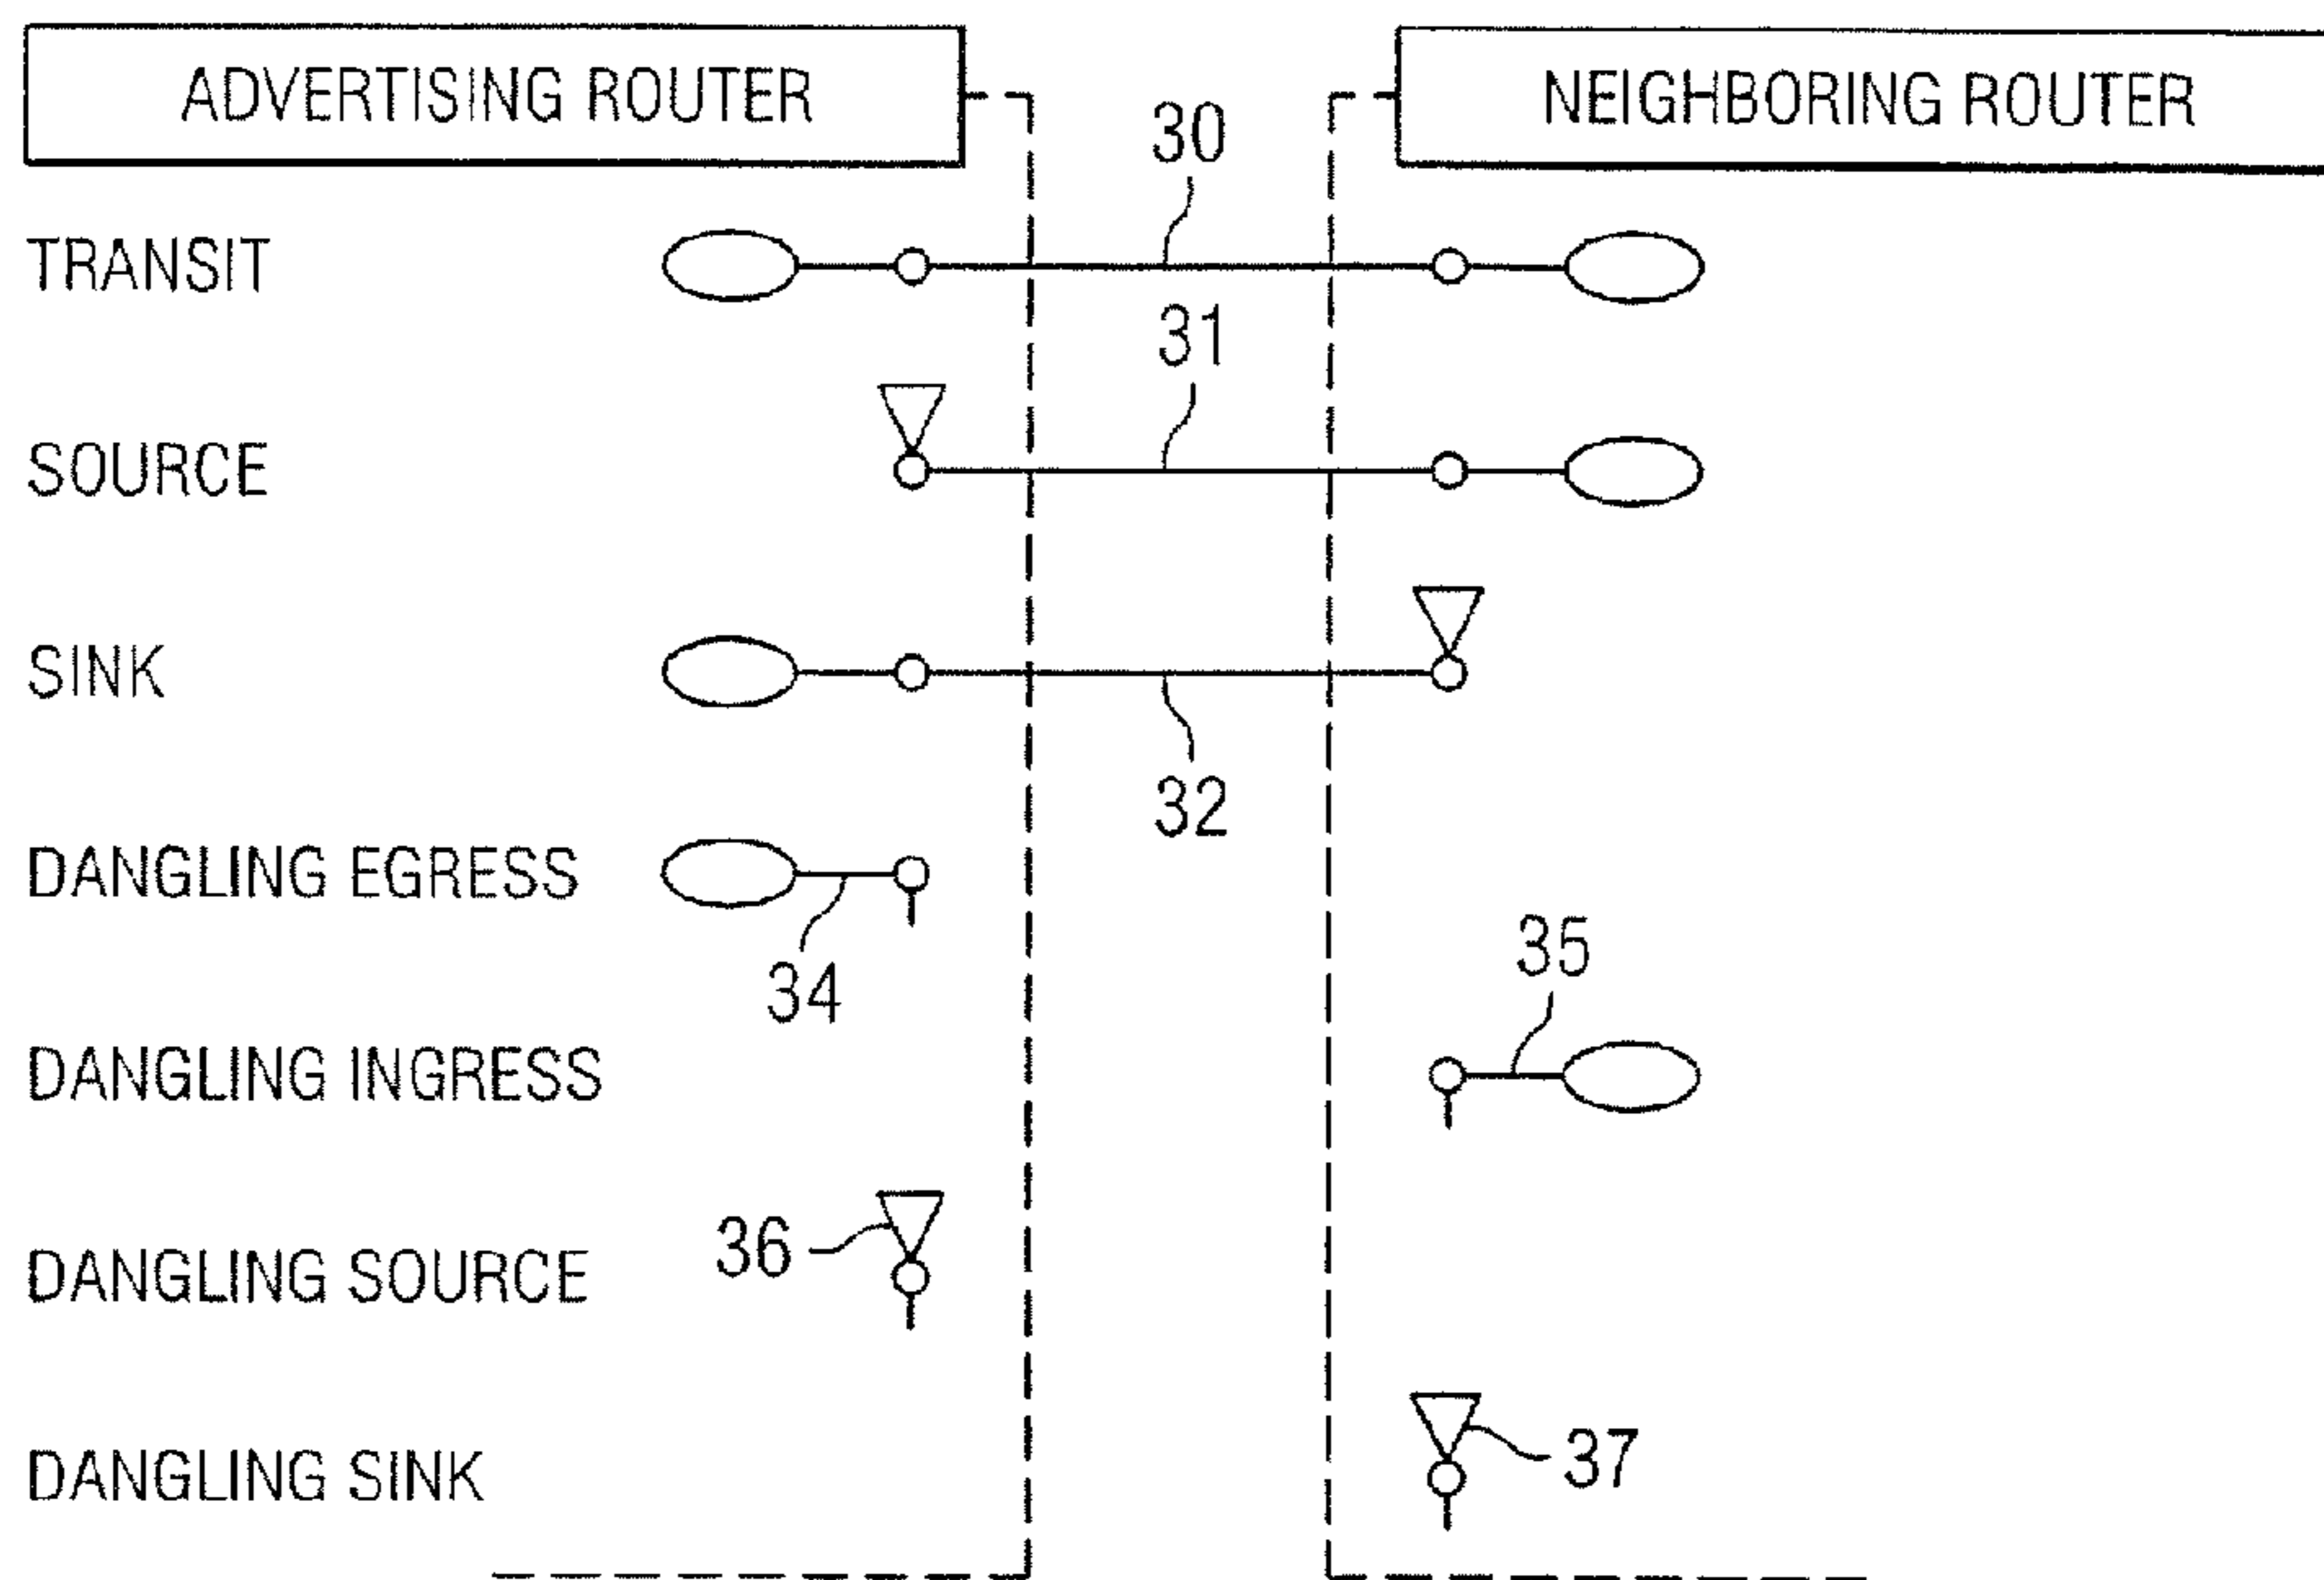 ADVERTISING ROUTER
NEIGHBORING ROUTER
30
TRANSIT
31
SOURCE
SINK
32
DANGLING EGRESS
34
35
DANGLING INGRESS
36
DANGLING SOURCE
37
DANGLING SINK